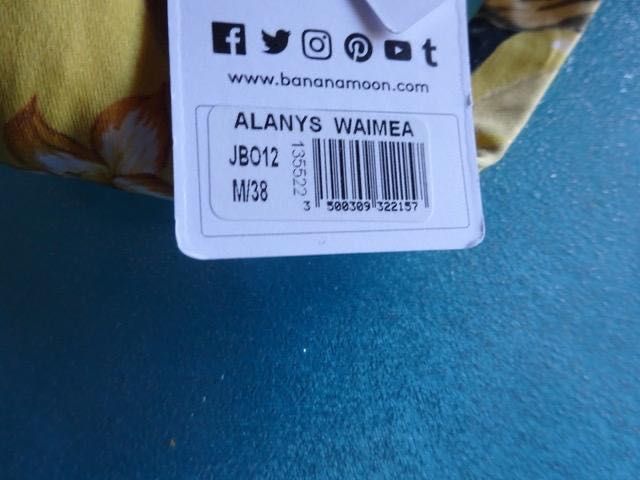 www.bananamoon.com
ALANYS WAIMEA
JBO12
M/38
135522
3 500309 322157